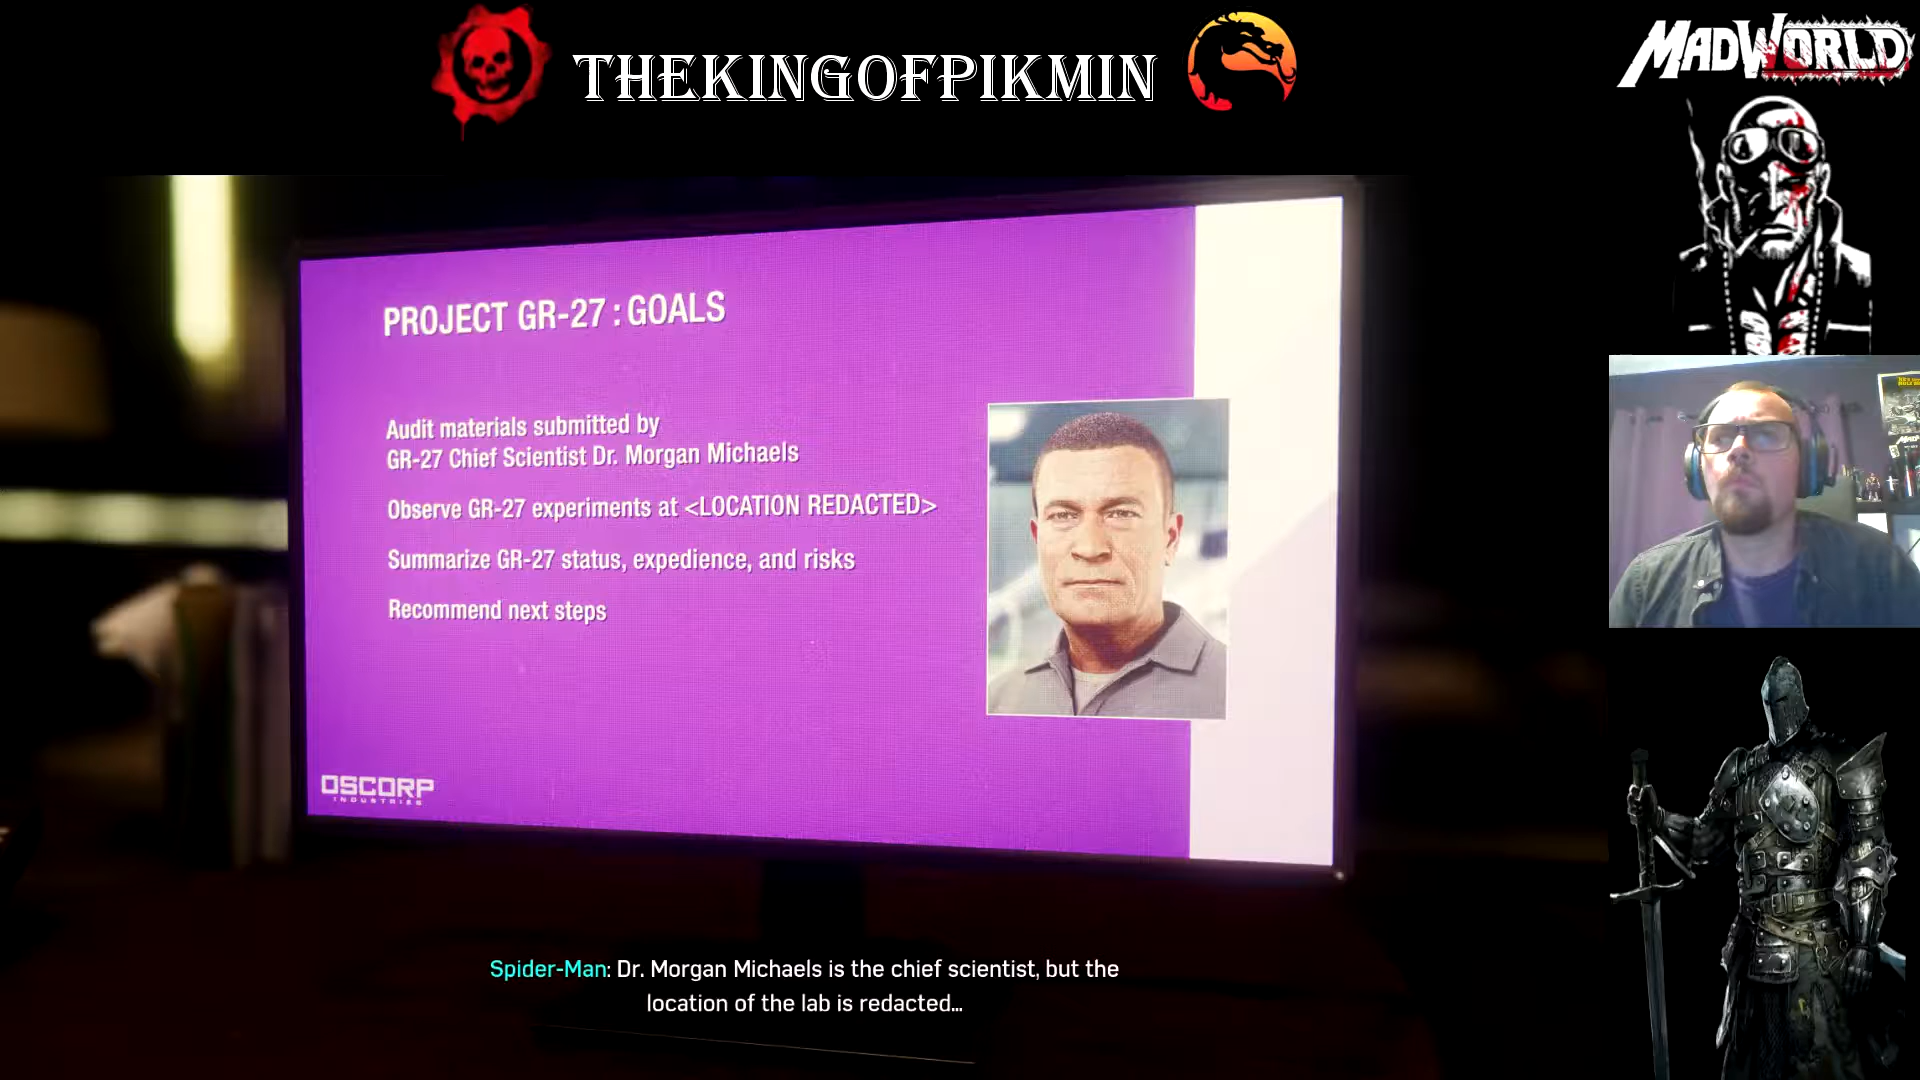 THEKINGOFPIKMIN
MADWORLD
PROJECT GR-27 : GOALS
Audit materials submitted by
GR-27 Chief Scientist Dr. Morgan Michaels
Observe GR-27 experiments at <LOCATION REDACTED>
Summarize GR-27 status, expedience, and risks
Recommend next steps
OSCORP
INDUSTRIES
Spider-Man: Dr. Morgan Michaels is the chief scientist, but the
location of the lab is redacted...